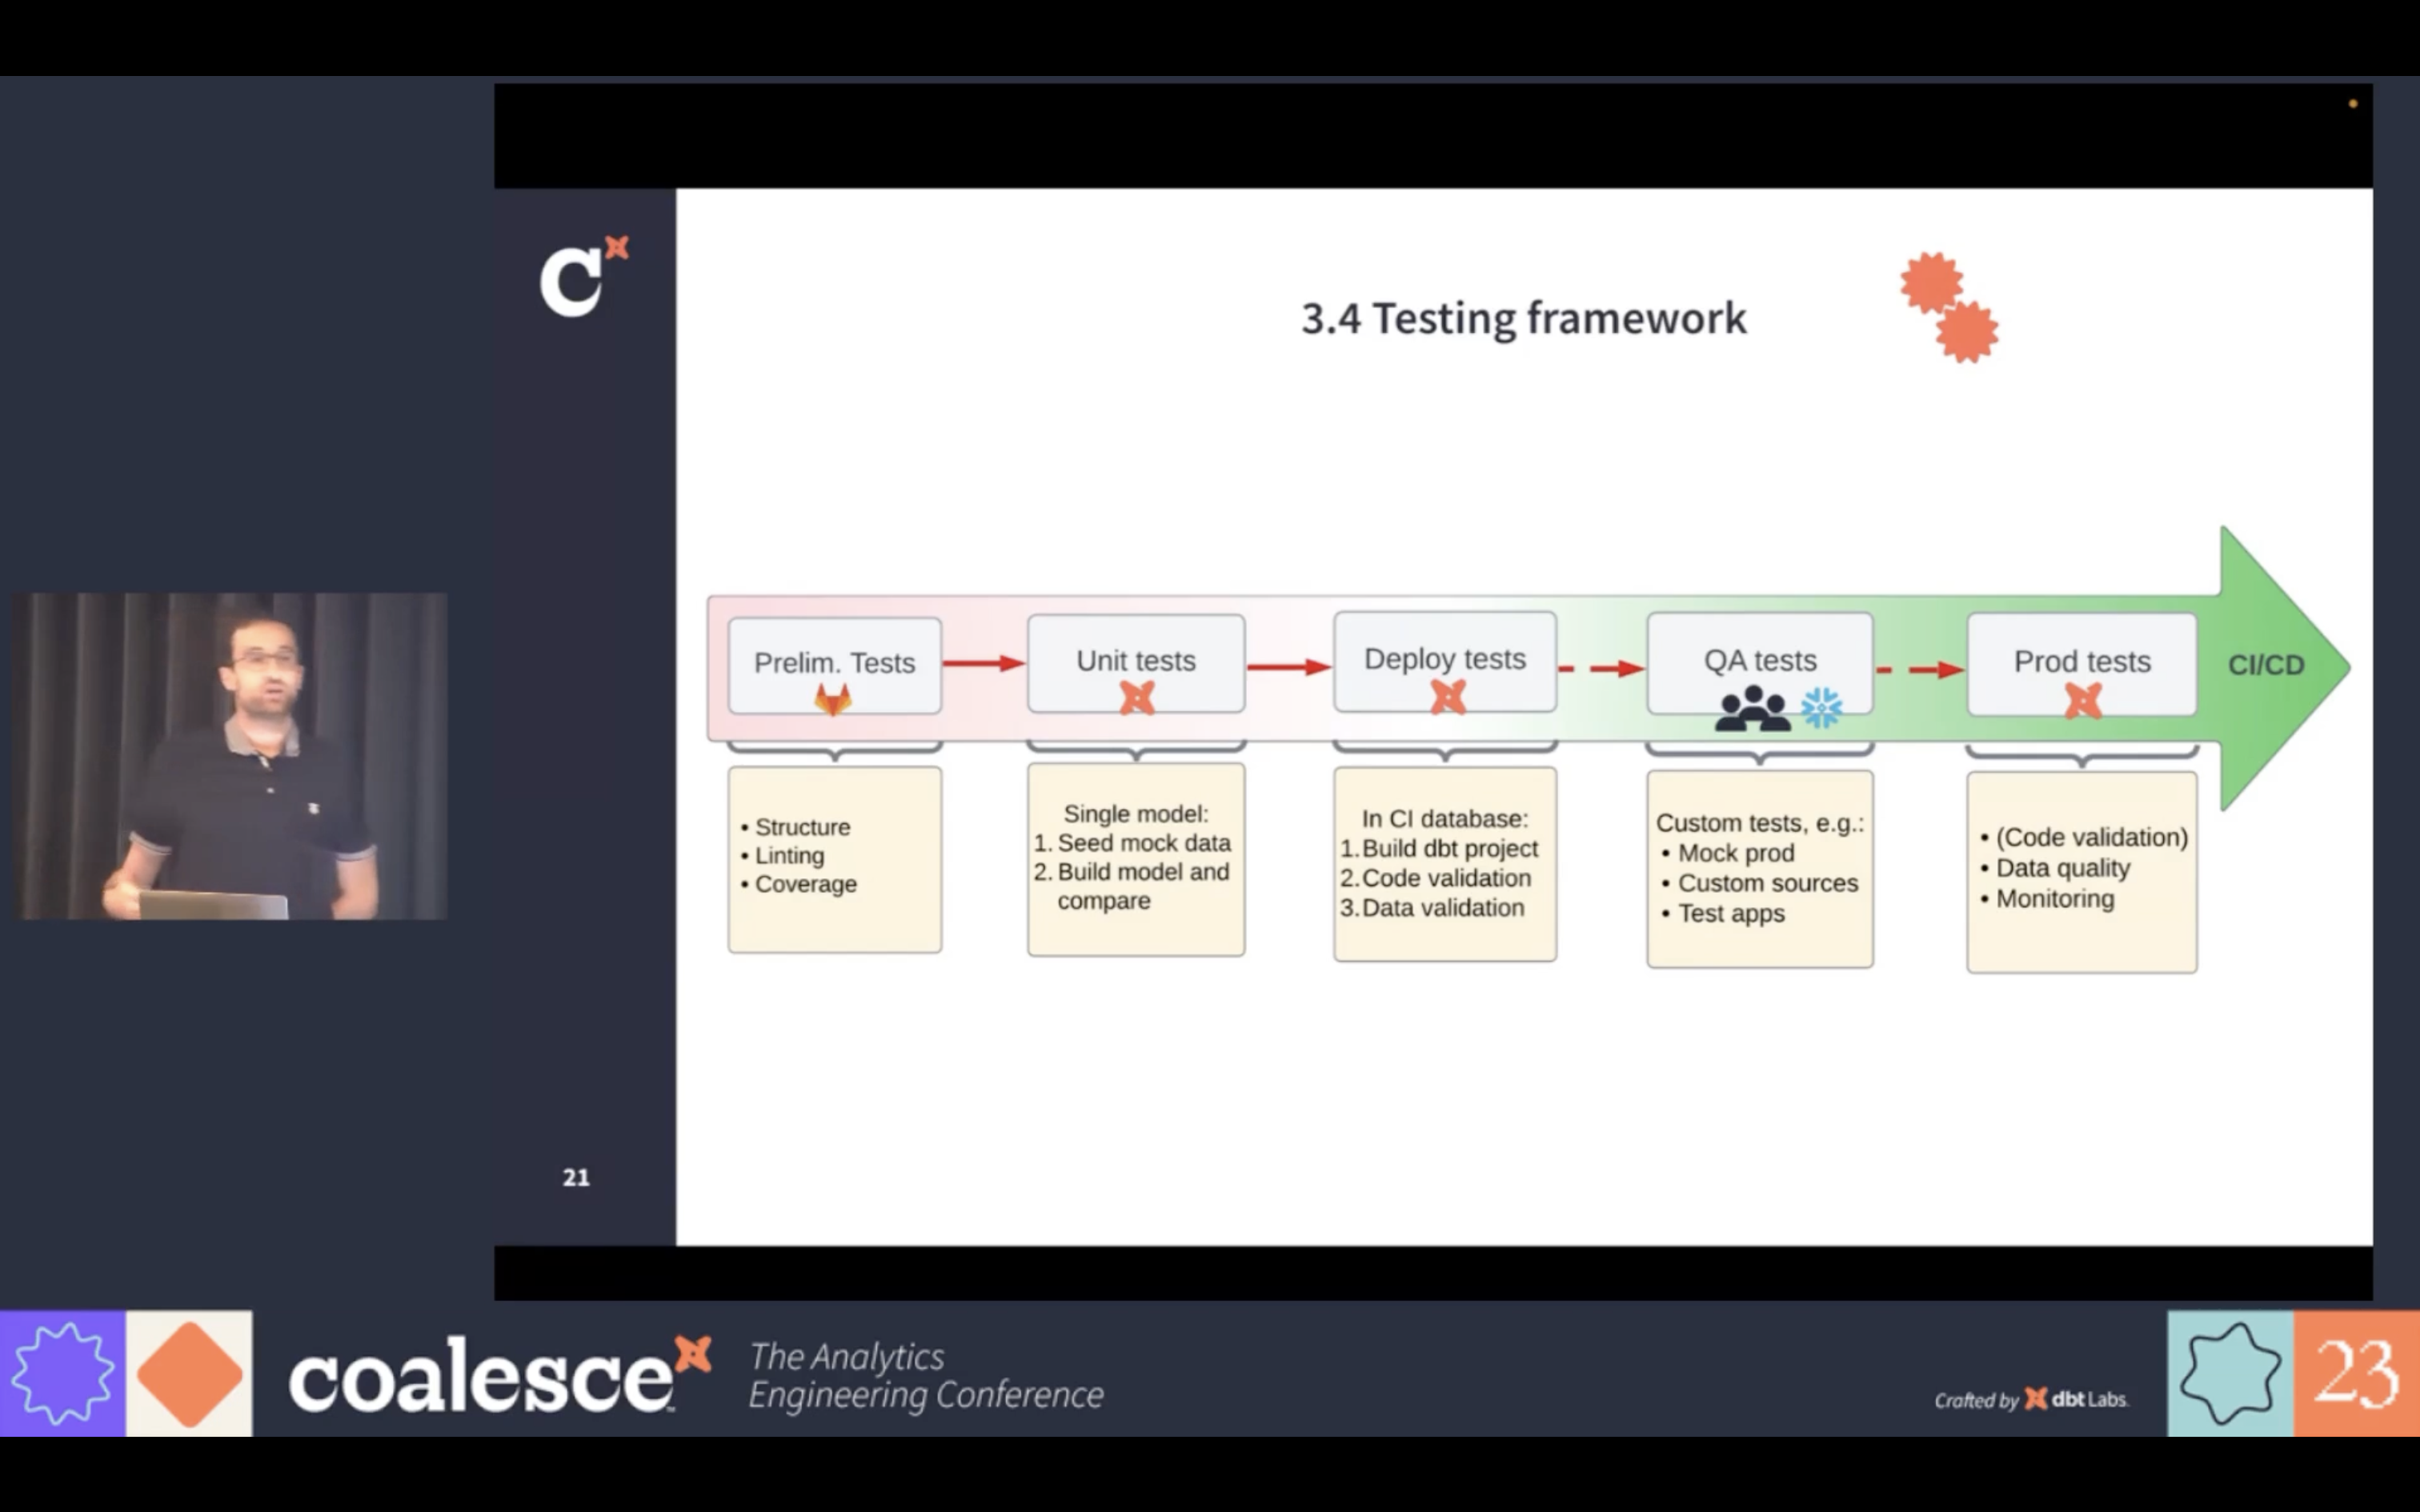 C
3.4 Testing framework
Prelim. Tests
Unit tests
Deploy tests
QA tests
Prod tests
CI/CD
• Structure
• Linting
• Coverage
Single model:
1. Seed mock data
2. Build model and
compare
In CI database:
1.Build dbt project
2.Code validation
3.Data validation
Custom tests, e.g.:
• Mock prod
• Custom sources
• Test apps
• (Code validation)
• Data quality
• Monitoring
21
coalesce
The Analytics
Engineering Conference
Crafted by dbt Labs.
23